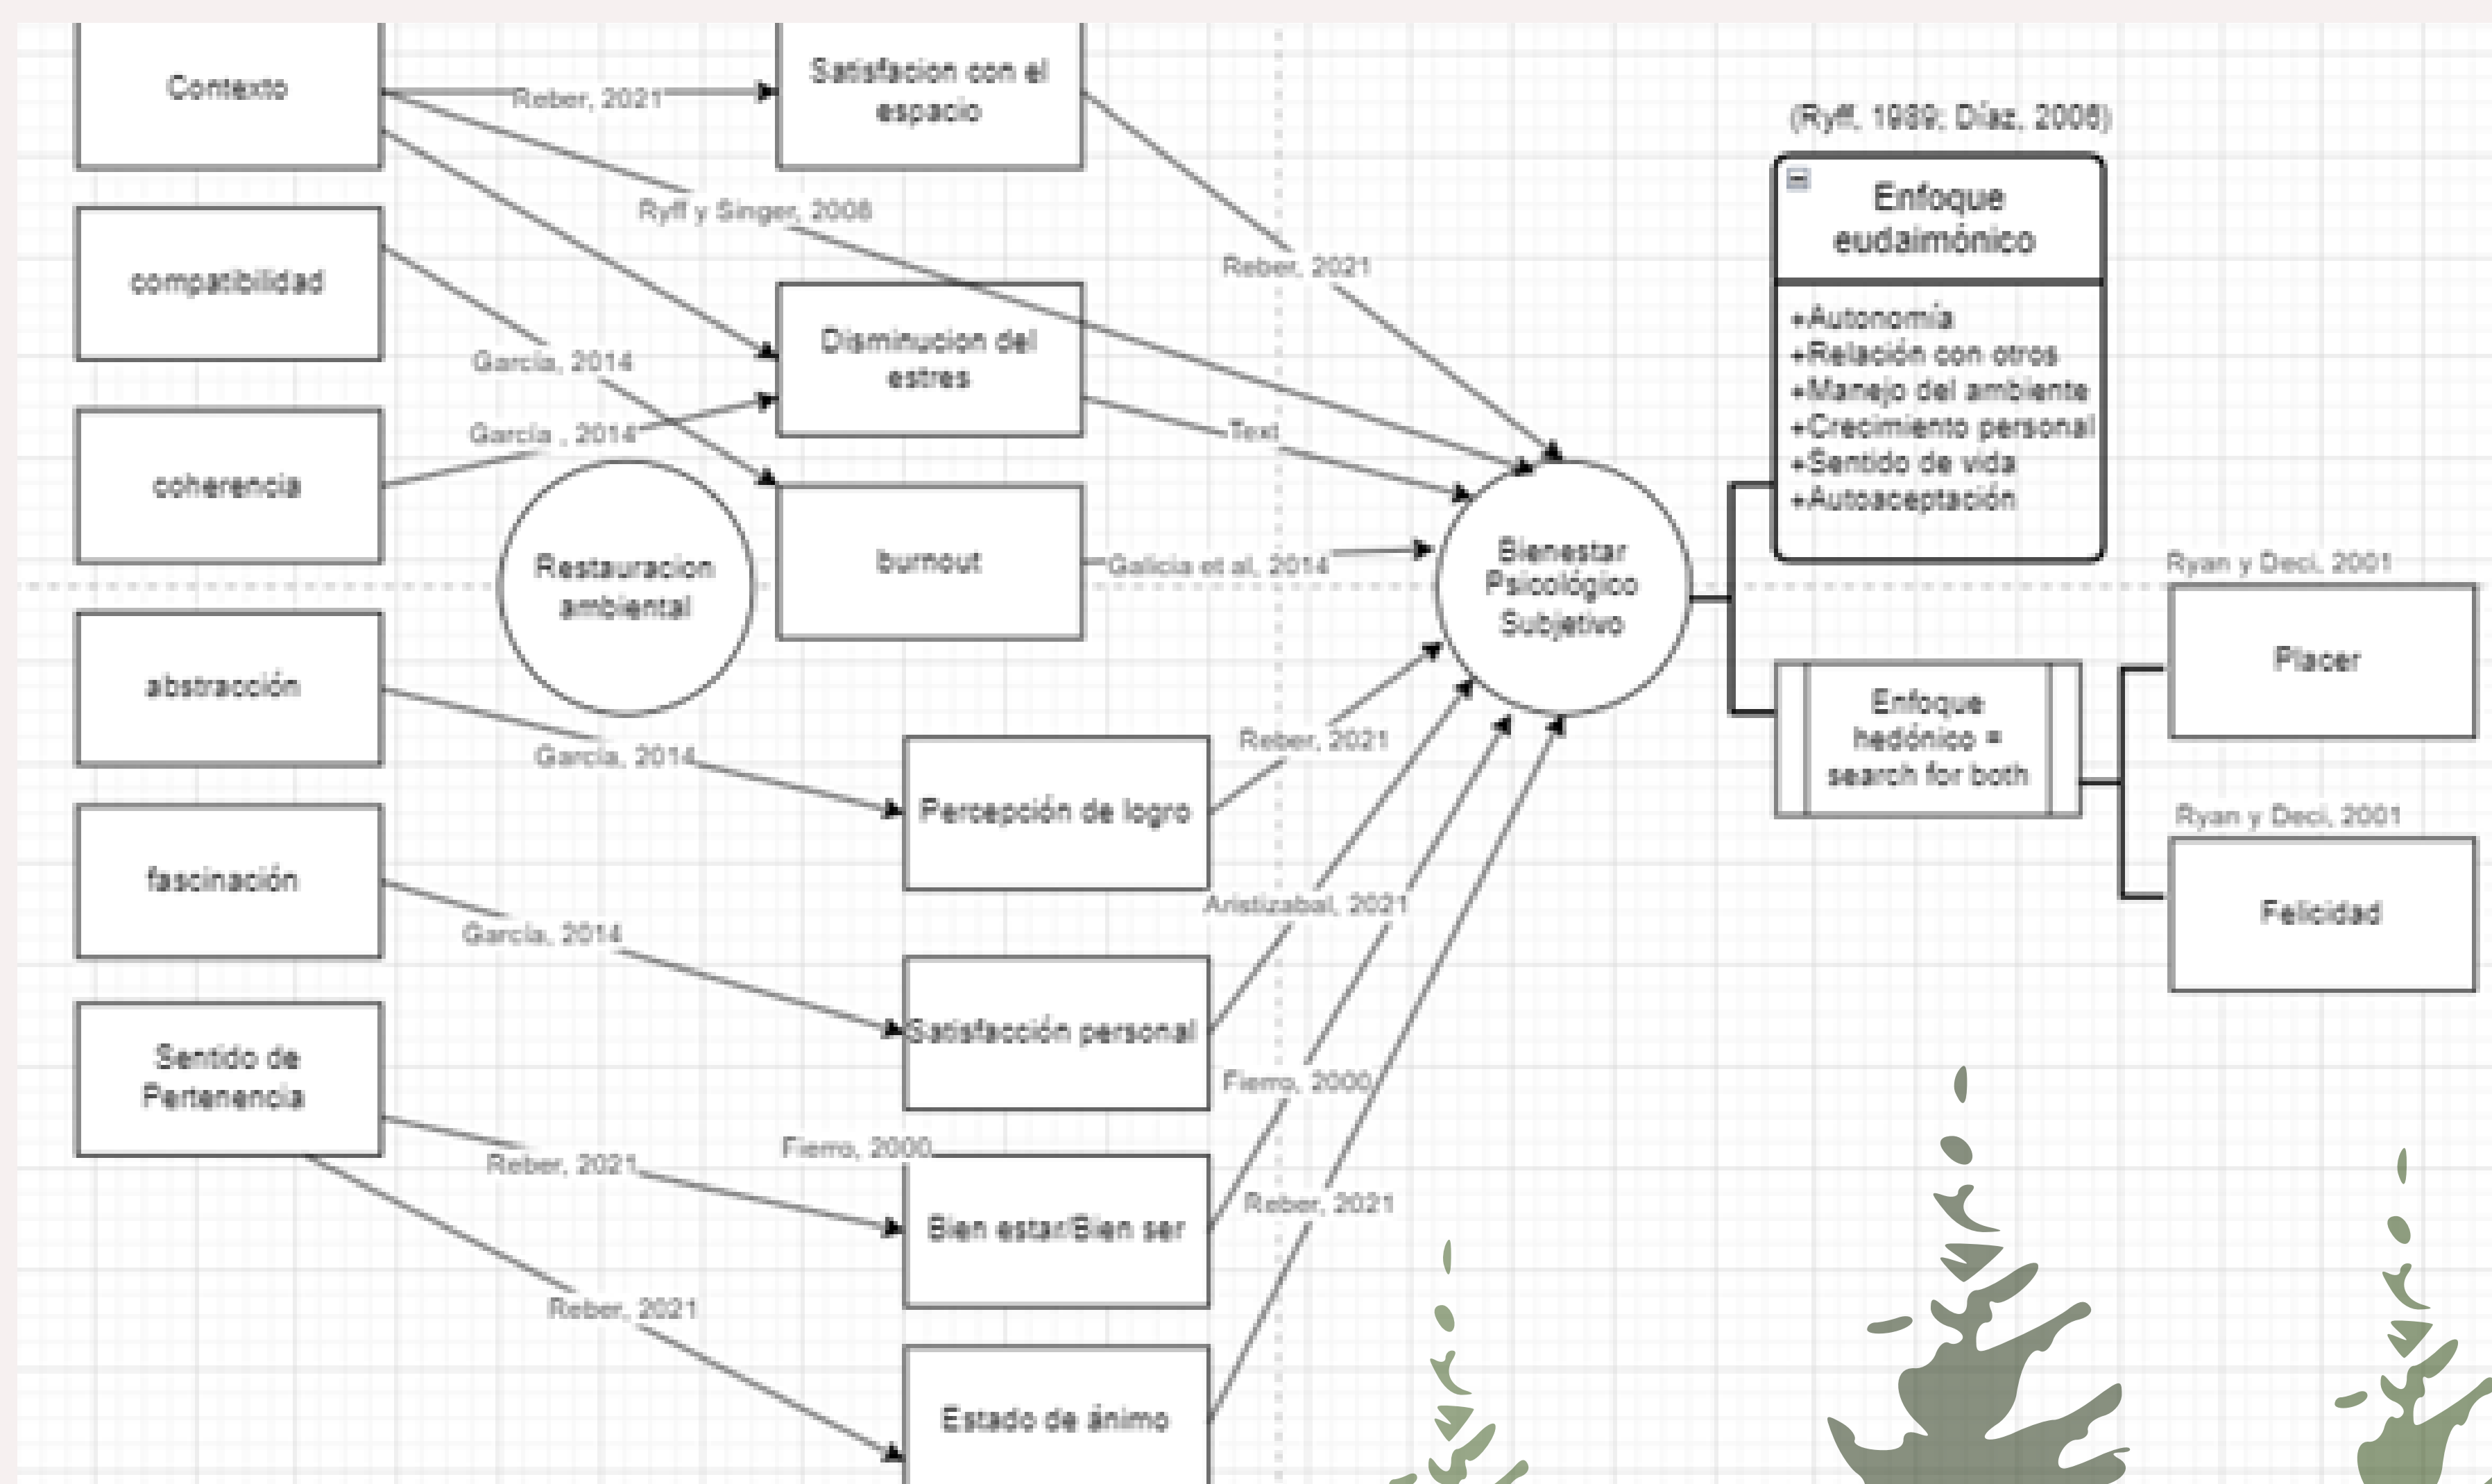 Contexto
Reber, 2021
Satisfacion con el
espacio
(Ryff, 1989; Díaz, 2006)
Ryff y Singer, 2008
Enfoque
eudaimónico
compatibilidad
Reber, 2021
+Autonomía
+Relación con otros
+Manejo del ambiente
+Crecimiento personal
+Sentido de vida
+Autoaceptación
Disminucion del
estres
García, 2014
García , 2014
Text
coherencia
Restauracion
ambiental
burnout
Galicia et al, 2014
Bienestar
Psicológico
Subjetivo
Ryan y Deci, 2001
Placer
abstracción
García, 2014
Reber, 2021
Enfoque
hedónico =
search for both
Percepción de logro
Ryan y Deci, 2001
Felicidad
fascinación
García, 2014
Aristizabal, 2021
Satisfacción personal
Sentido de
Pertenencia
Fierro, 2000
Reber, 2021
Fierro, 2000
Bien estar/Bien ser
Reber, 2021
Reber, 2021
Estado de ánimo